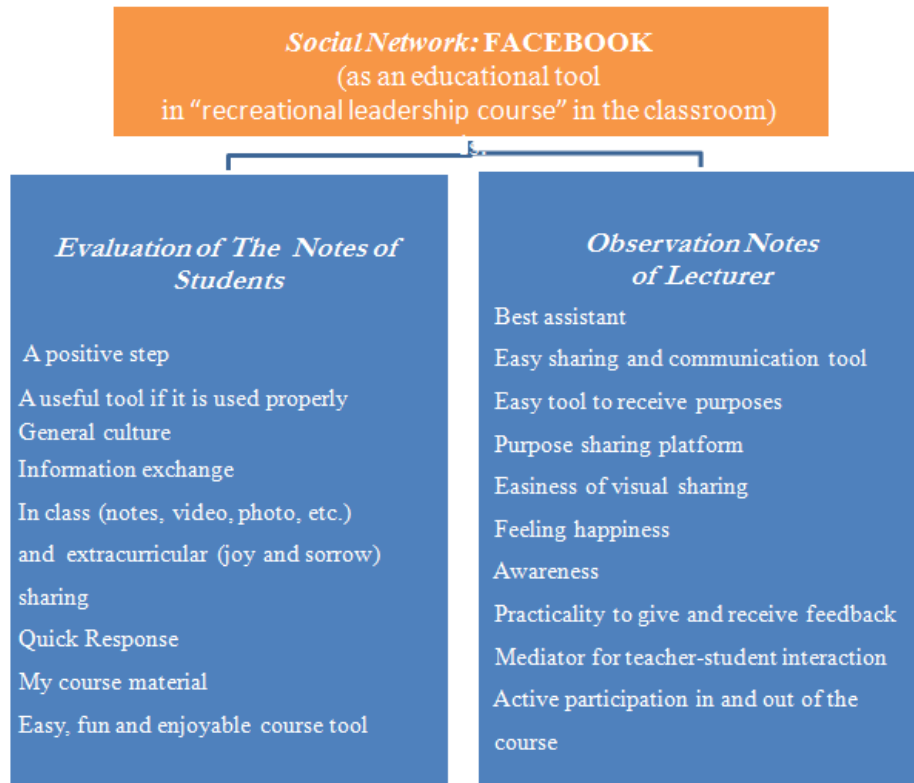 Social Network: FACEBOOK
(as an educational tool
in “recreational leadership course” in the classroom)
Evaluation of The Notes of
Students
A positive step
A useful tool if it is used properly
General culture
Information exchange
In class (notes, video, photo, etc.)
and extracurricular (joy and sorrow)
sharing
Quick Response
My course material
Easy, fun and enjoyable course tool
Observation Notes
of Lecturer
Best assistant
Easy sharing and communication tool
Easy tool to receive purposes
Purpose sharing platform
Easiness of visual sharing
Feeling happiness
Awareness
Practicality to give and receive feedback
Mediator for teacher-student interaction
Active participation in and out of the
course